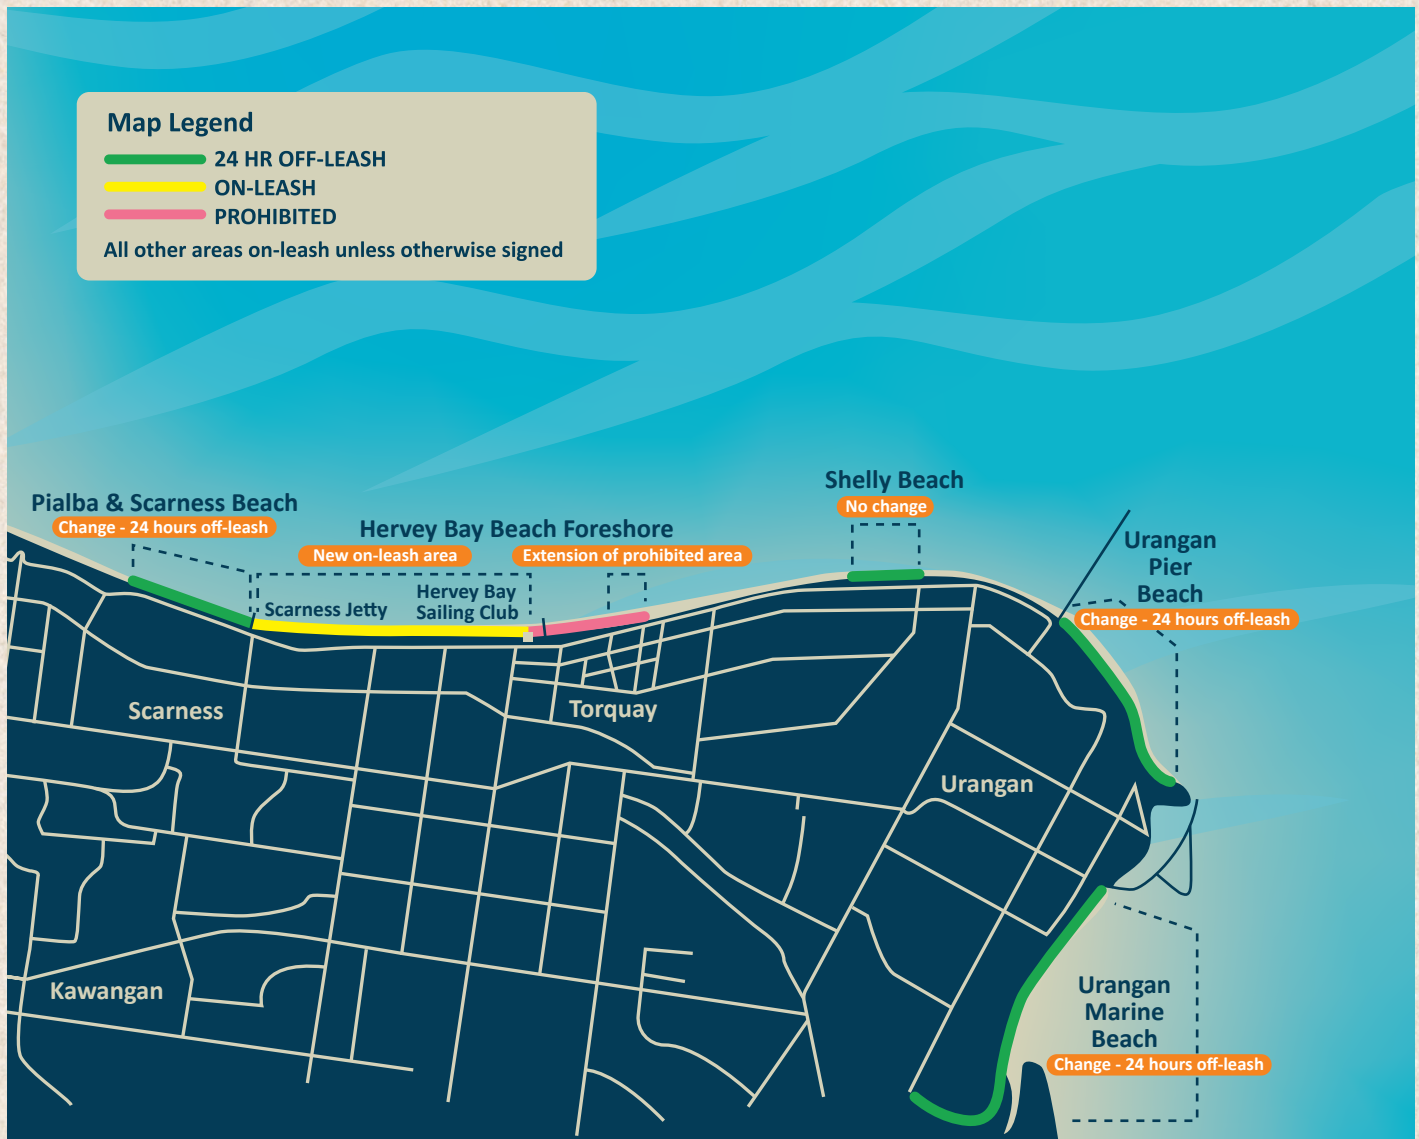 Map Legend
24 HR OFF-LEASH
ON-LEASH
PROHIBITED
All other areas on-leash unless otherwise signed
Pialba & Scarness Beach
Change - 24 hours off-leash
Hervey Bay Beach Foreshore
New on-leash area
Extension of prohibited area
Scarness Jetty
Hervey Bay
Sailing Club
Shelly Beach
No change
Urangan
Pier
Beach
Change - 24 hours off-leash
Scarness
Torquay
Urangan
Kawangan
Urangan
Marine
Beach
Change - 24 hours off-leash